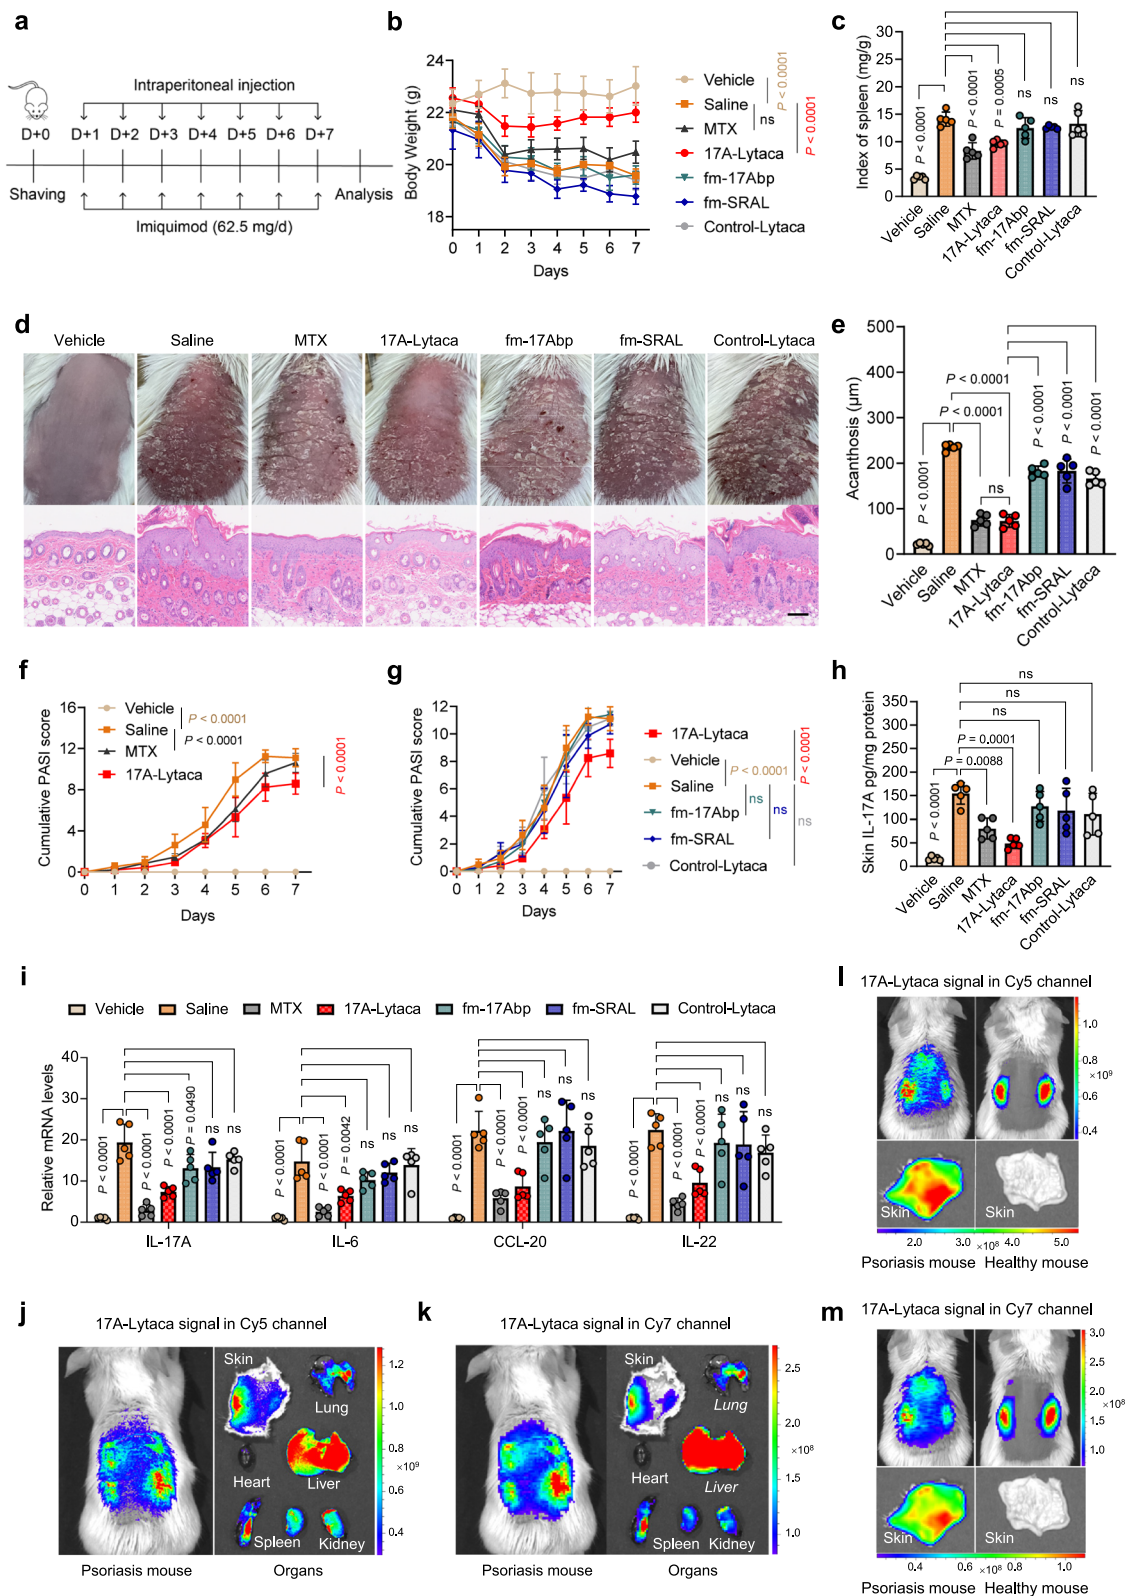 a
Intraperitoneal injection
D+0 D+1 D+2 D+3 D+4 D+5 D+6 D+7
Shaving
Analysis
Imiquimod (62.5 mg/d)
b
Body Weight (g)
24
22
20
18
0 1 2 3 4 5 6 7
Days
Vehicle
Saline
MTX
17A-Lytaca
fm-17Abp
fm-SRAL
Control-Lytaca
P < 0.0001
ns
P < 0.0001
c
Index of spleen (mg/g)
30
25
20
15
10
5
0
P < 0.0001
P < 0.0001
P = 0.0005
ns
ns
ns
Vehicle
Saline
MTX
17A-Lytaca
fm-17Abp
fm-SRAL
Control-Lytaca
d
Vehicle Saline MTX 17A-Lytaca fm-17Abp fm-SRAL Control-Lytaca
e
Acanthosis (μm)
500
400
300
200
100
0
P < 0.0001
P < 0.0001
P < 0.0001
ns
P < 0.0001
P < 0.0001
P < 0.0001
Vehicle
Saline
MTX
17A-Lytaca
fm-17Abp
fm-SRAL
Control-Lytaca
f
Cumulative PASI score
16
12
8
4
0
0 1 2 3 4 5 6 7
Days
Vehicle
Saline
MTX
17A-Lytaca
P < 0.0001
P < 0.0001
P < 0.0001
g
Cumulative PASI score
12
10
8
6
4
2
0
0 1 2 3 4 5 6 7
Days
17A-Lytaca
Vehicle
Saline
fm-17Abp
fm-SRAL
Control-Lytaca
P < 0.0001
P < 0.0001
ns
ns
ns
h
Skin IL-17A pg/mg protein
350
300
250
200
150
100
50
0
ns
ns
ns
P = 0.0001
P = 0.0088
P < 0.0001
Vehicle
Saline
MTX
17A-Lytaca
fm-17Abp
fm-SRAL
Control-Lytaca
i
Vehicle Saline MTX 17A-Lytaca fm-17Abp fm-SRAL Control-Lytaca
Relative mRNA levels
40
30
20
10
0
P < 0.0001
P < 0.0001
P < 0.0001
P = 0.0490
ns
ns
P < 0.0001
P < 0.0001
P = 0.0042
ns
ns
ns
P < 0.0001
P < 0.0001
P < 0.0001
ns
ns
ns
P < 0.0001
P < 0.0001
P < 0.0001
ns
ns
ns
IL-17A IL-6 CCL-20 IL-22
l
17A-Lytaca signal in Cy5 channel
1.0
0.8
×10⁹
0.6
0.4
Skin
Skin
2.0 3.0 4.0 5.0
×10⁸
Psoriasis mouse Healthy mouse
j
17A-Lytaca signal in Cy5 channel
Skin
Lung
Heart
Liver
Spleen
Kidney
1.2
1.0
0.8
×10⁹
0.6
0.4
Psoriasis mouse Organs
k
17A-Lytaca signal in Cy7 channel
Skin
Lung
Heart
Liver
Spleen
Kidney
2.5
2.0
×10⁸
1.5
1.0
Psoriasis mouse Organs
m
17A-Lytaca signal in Cy7 channel
3.0
2.5
2.0
×10⁸
1.5
1.0
Skin
Skin
0.4 0.6 0.8 1.0
×10⁸
Psoriasis mouse Healthy mouse